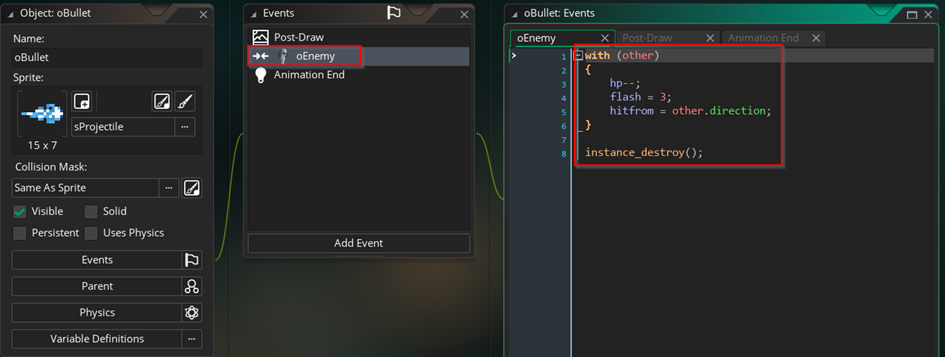 Object: oBullet
Name:
oBullet
Sprite:
sProjectile
...
15 x 7
Collision Mask:
Same As Sprite
...
Visible
Solid
Persistent
Uses Physics
Events
Parent
Physics
Variable Definitions
...
Events
Post-Draw
oEnemy
Animation End
Add Event
oBullet: Events
oEnemy
Post-Draw
Animation End
1 with (other)
2 {
3 hp--;
4 flash = 3;
5 hitfrom = other.direction;
6 }
7
8 instance_destroy();